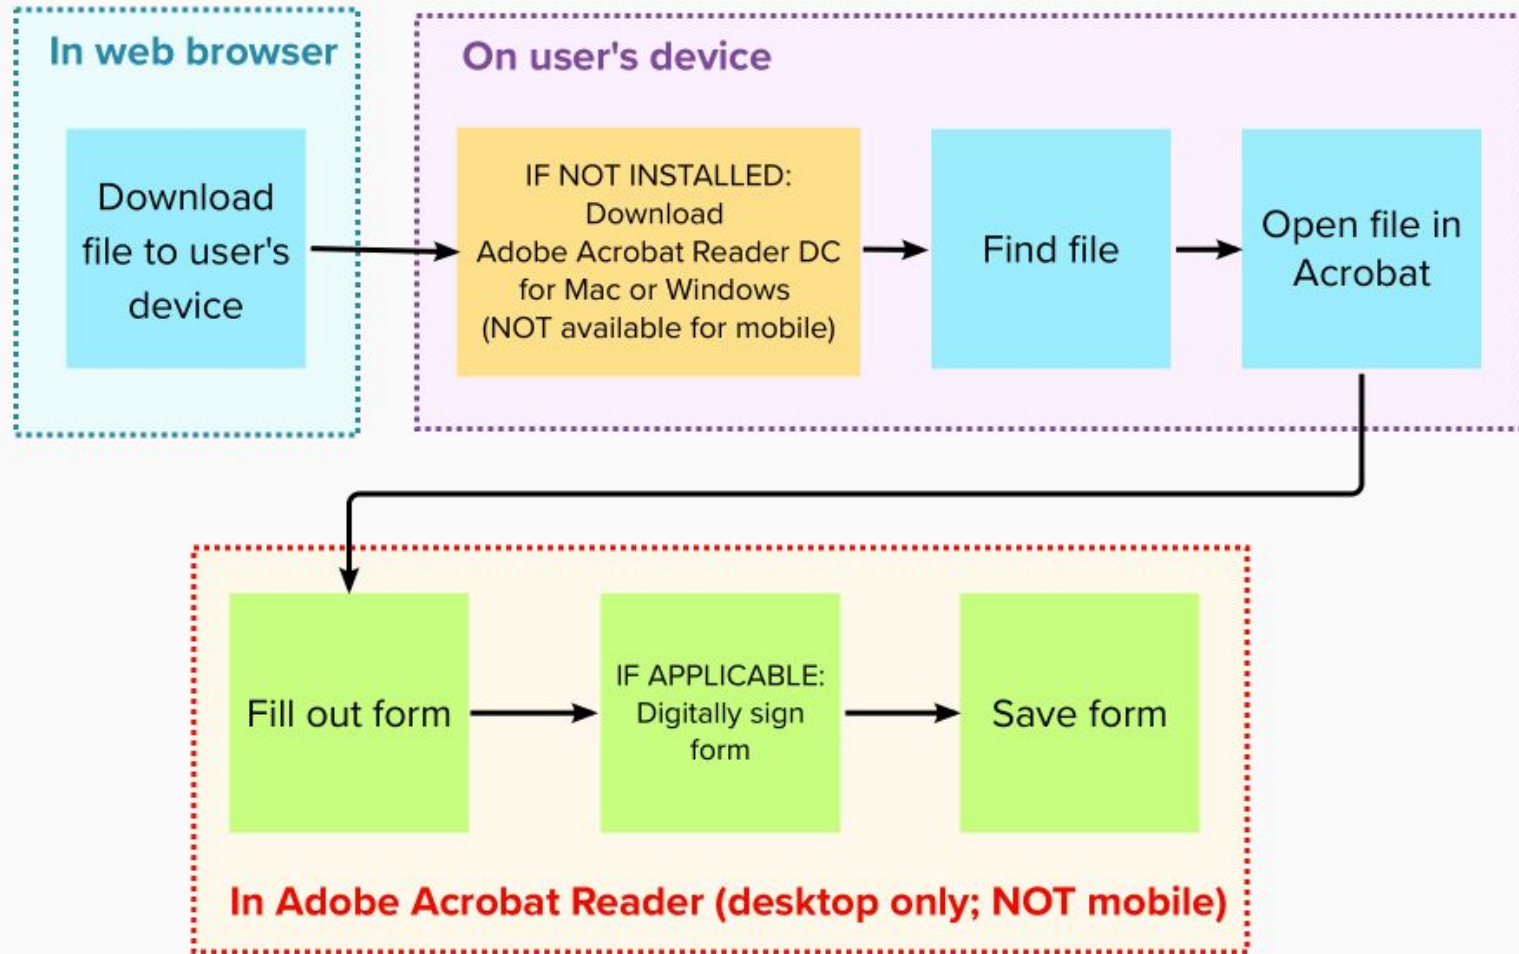 In web browser
On user's device
Download
file to user's
device
IF NOT INSTALLED:
Download
Adobe Acrobat Reader DC
for Mac or Windows
(NOT available for mobile)
Find file
Open file in
Acrobat
Fill out form
IF APPLICABLE:
Digitally sign
form
Save form
In Adobe Acrobat Reader (desktop only; NOT mobile)